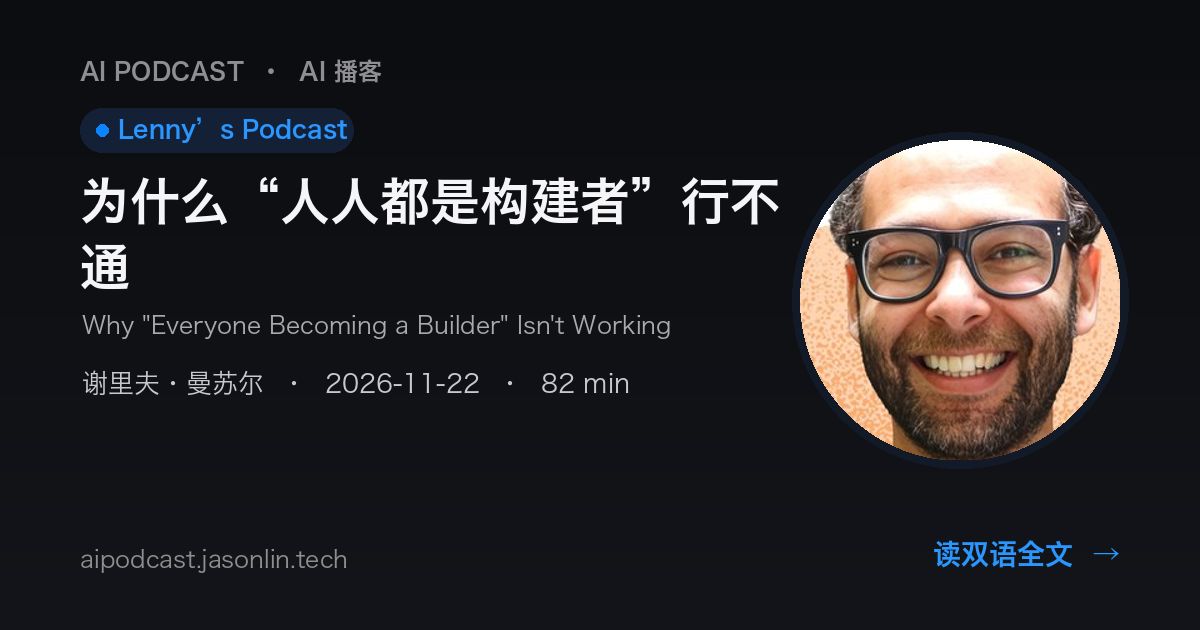 AI PODCAST · AI 播客
Lenny’s Podcast
为什么“人人都是构建者”行不
通
Why "Everyone Becoming a Builder" Isn't Working
谢里夫·曼苏尔 · 2026-11-22 · 82 min
aipodcast.jasonlin.tech
读双语全文 →